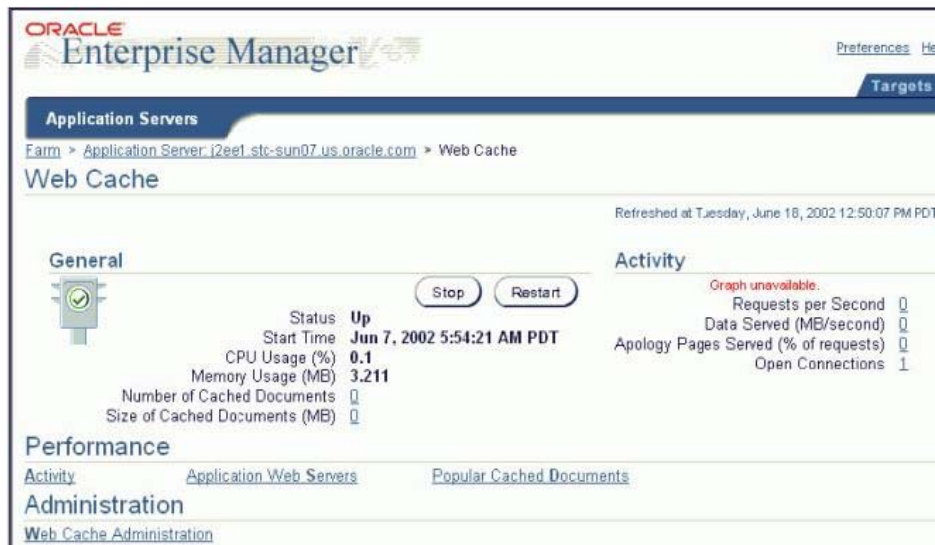 ORACLE
Enterprise Manager
Preferences He
Targets
Application Servers
Farm > Application Server: j2ee1.stc-sun07.us.oracle.com > Web Cache
Web Cache
Refreshed at Tuesday, June 18, 2002 12:50:07 PM PDT
General
Stop Restart
Status Up
Start Time Jun 7, 2002 5:54:21 AM PDT
CPU Usage (%) 0.1
Memory Usage (MB) 3.211
Number of Cached Documents 0
Size of Cached Documents (MB) 0
Activity
Graph unavailable.
Requests per Second 0
Data Served (MB/second) 0
Apology Pages Served (% of requests) 0
Open Connections 1
Performance
Activity Application Web Servers Popular Cached Documents
Administration
Web Cache Administration